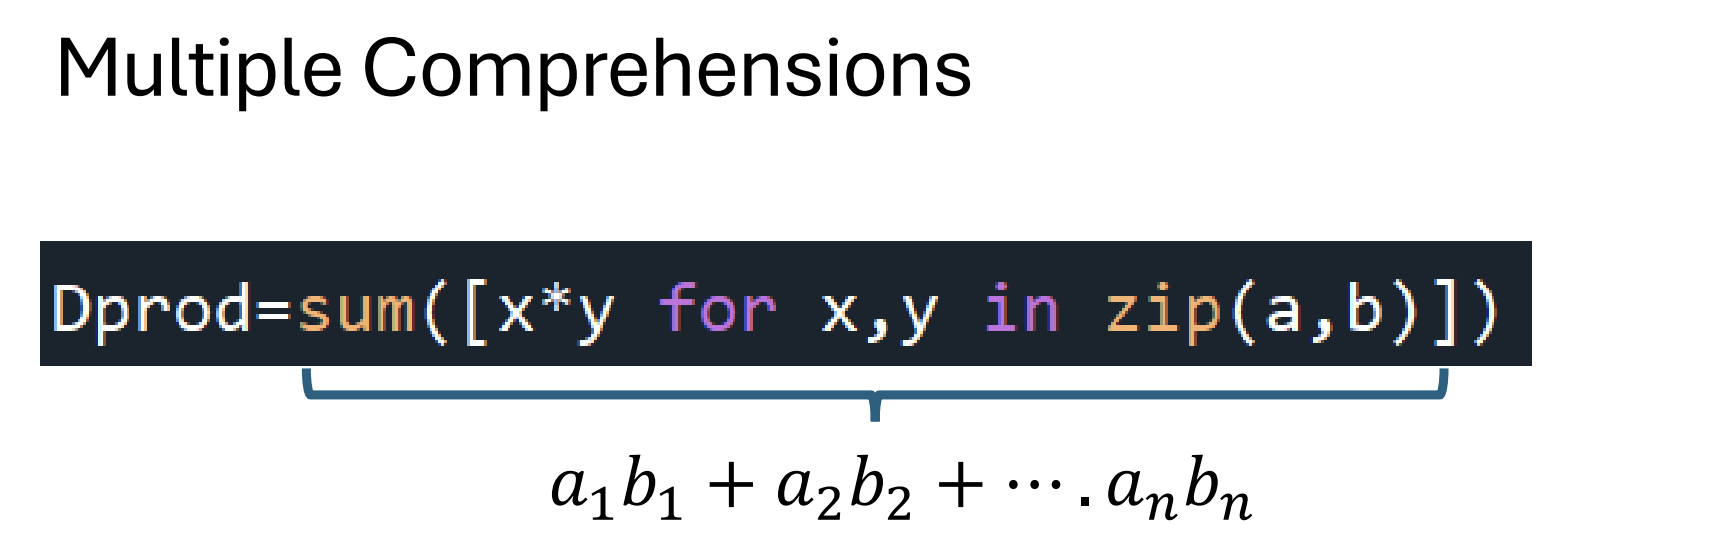 Multiple Comprehensions
Dprod=sum([x*y for x,y in zip(a,b)])
a₁b₁ + a₂b₂ + ⋯ . aₙbₙ